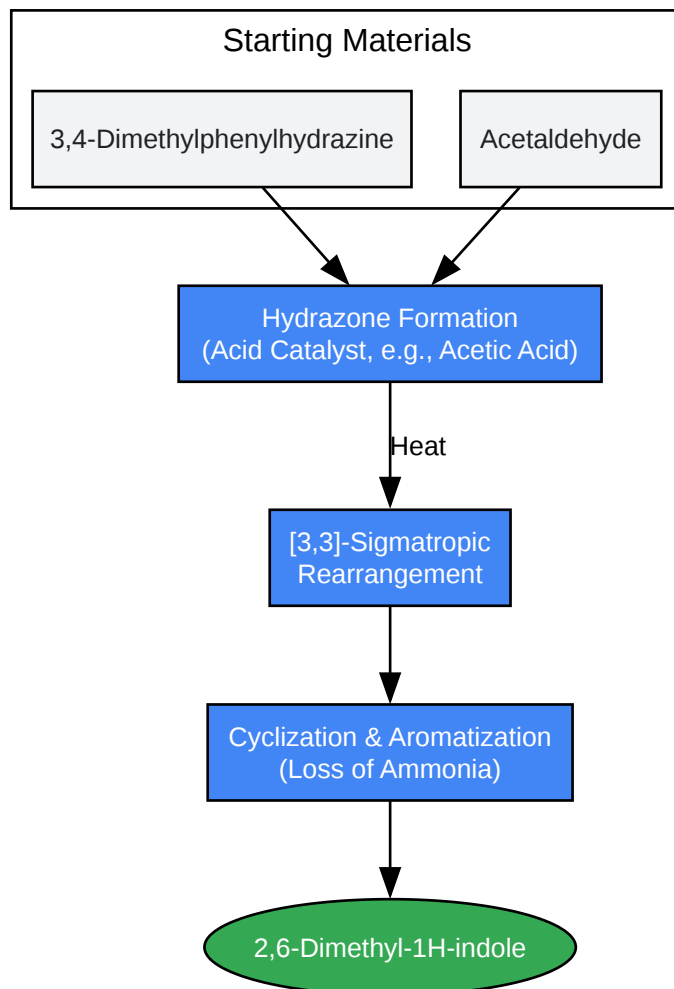 Starting Materials
3,4-Dimethylphenylhydrazine
Acetaldehyde
Hydrazone Formation
(Acid Catalyst, e.g., Acetic Acid)
Heat
[3,3]-Sigmatropic
Rearrangement
Cyclization & Aromatization
(Loss of Ammonia)
2,6-Dimethyl-1H-indole